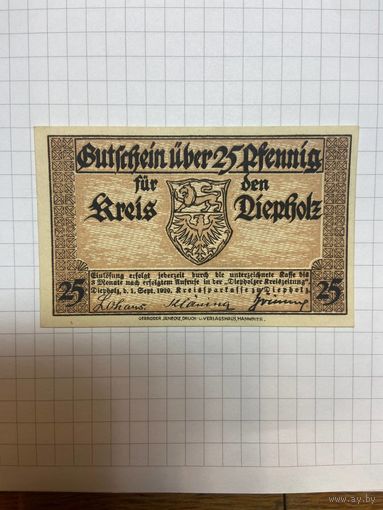 Gutschein über 25 Pfennig
für den
Kreis Diepholz
Einlösung erfolgt jederzeit durch die unterzeichnete Kasse bis
3 Monate nach erfolgtem Aufrufe in der „Diepholzer Kreiszeitung“
Diepholz, d. 1. Sept. 1920. Kreissparkasse zu Diepholz.
25 25
GEBRÜDER JÄNECKE, DRUCK- U. VERLAGSHAUS, HANNOVER
www.ay.by